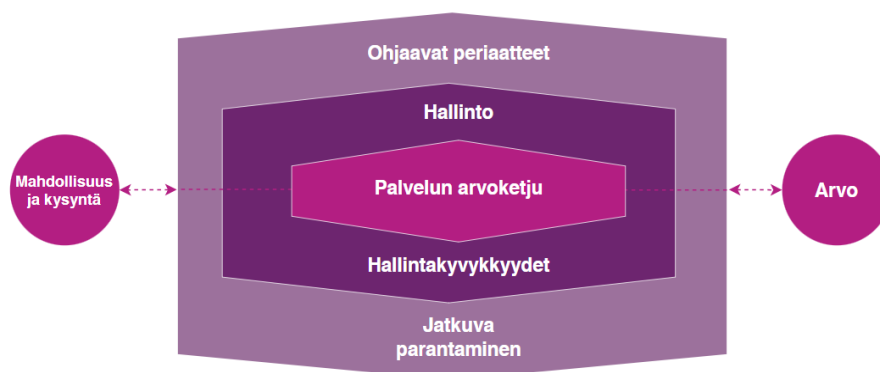 Ohjaavat periaatteet
Hallinto
Mahdollisuus
ja kysyntä
Palvelun arvoketju
Arvo
Hallintakyvykkyydet
Jatkuva
parantaminen